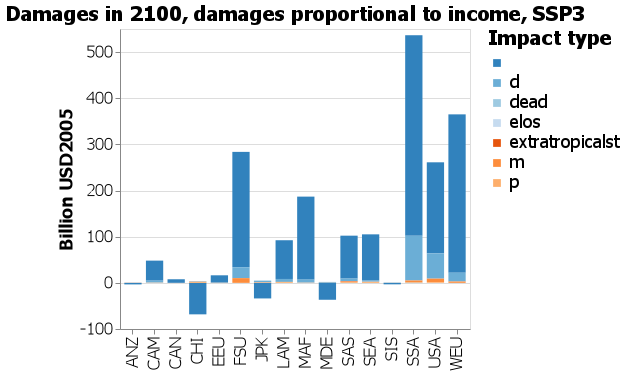 Damages in 2100, damages proportional to income, SSP3
Impact type
d
dead
elos
extratropicalst
m
p
Billion USD2005
500
400
300
200
100
0
-100
ANZ
CAM
CAN
CHI
EEU
FSU
JPK
LAM
MAF
MDE
SAS
SEA
SIS
SSA
USA
WEU